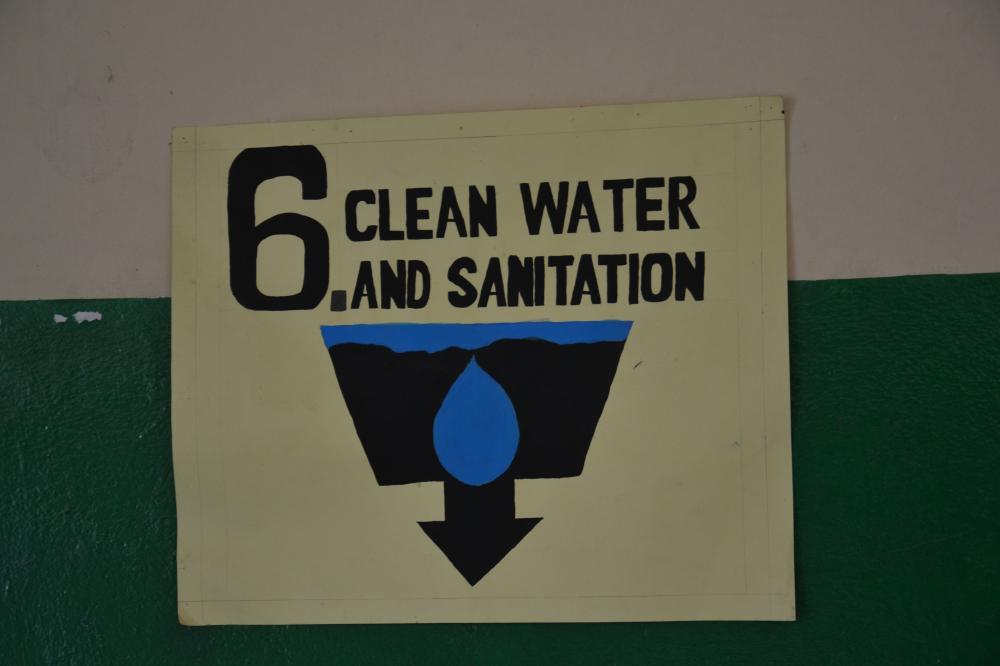 6. CLEAN WATER
AND SANITATION